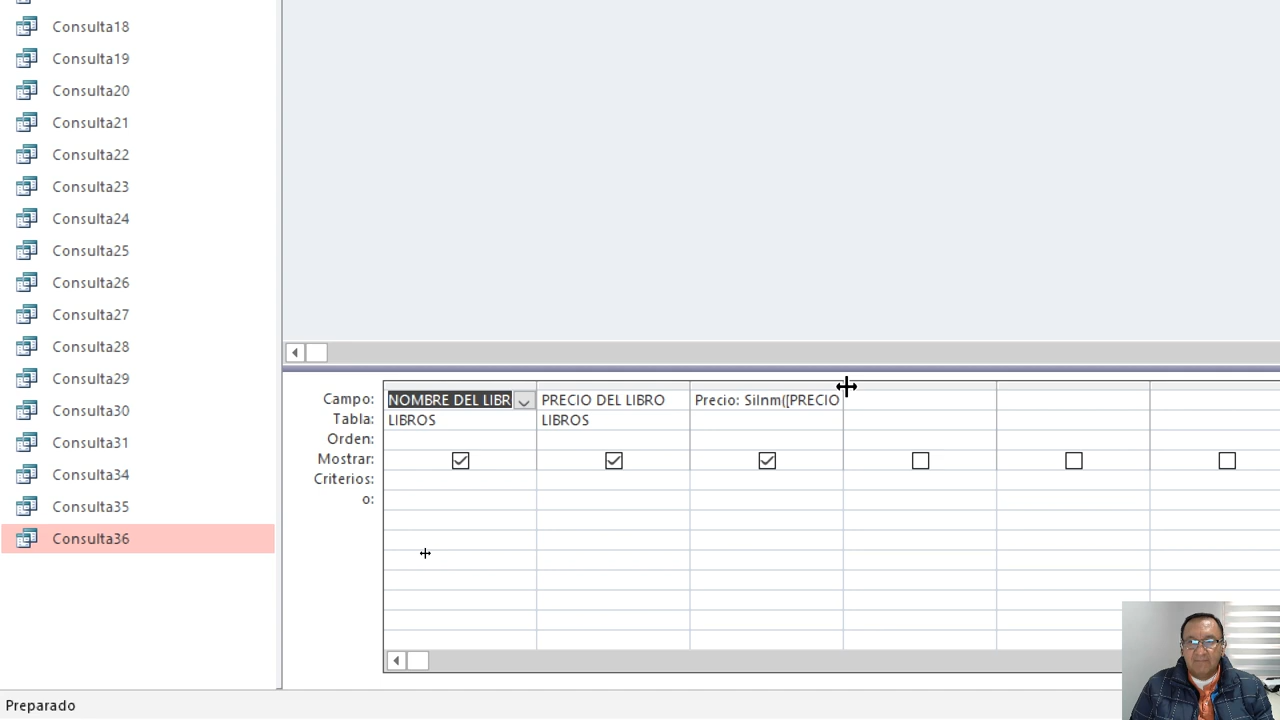 Consulta18
Consulta19
Consulta20
Consulta21
Consulta22
Consulta23
Consulta24
Consulta25
Consulta26
Consulta27
Consulta28
Consulta29
Consulta30
Consulta31
Consulta34
Consulta35
Consulta36
Campo: NOMBRE DEL LIBR PRECIO DEL LIBRO Precio: SiInm([PRECIO
Tabla: LIBROS LIBROS
Orden:
Mostrar:
Criterios:
o:
Preparado